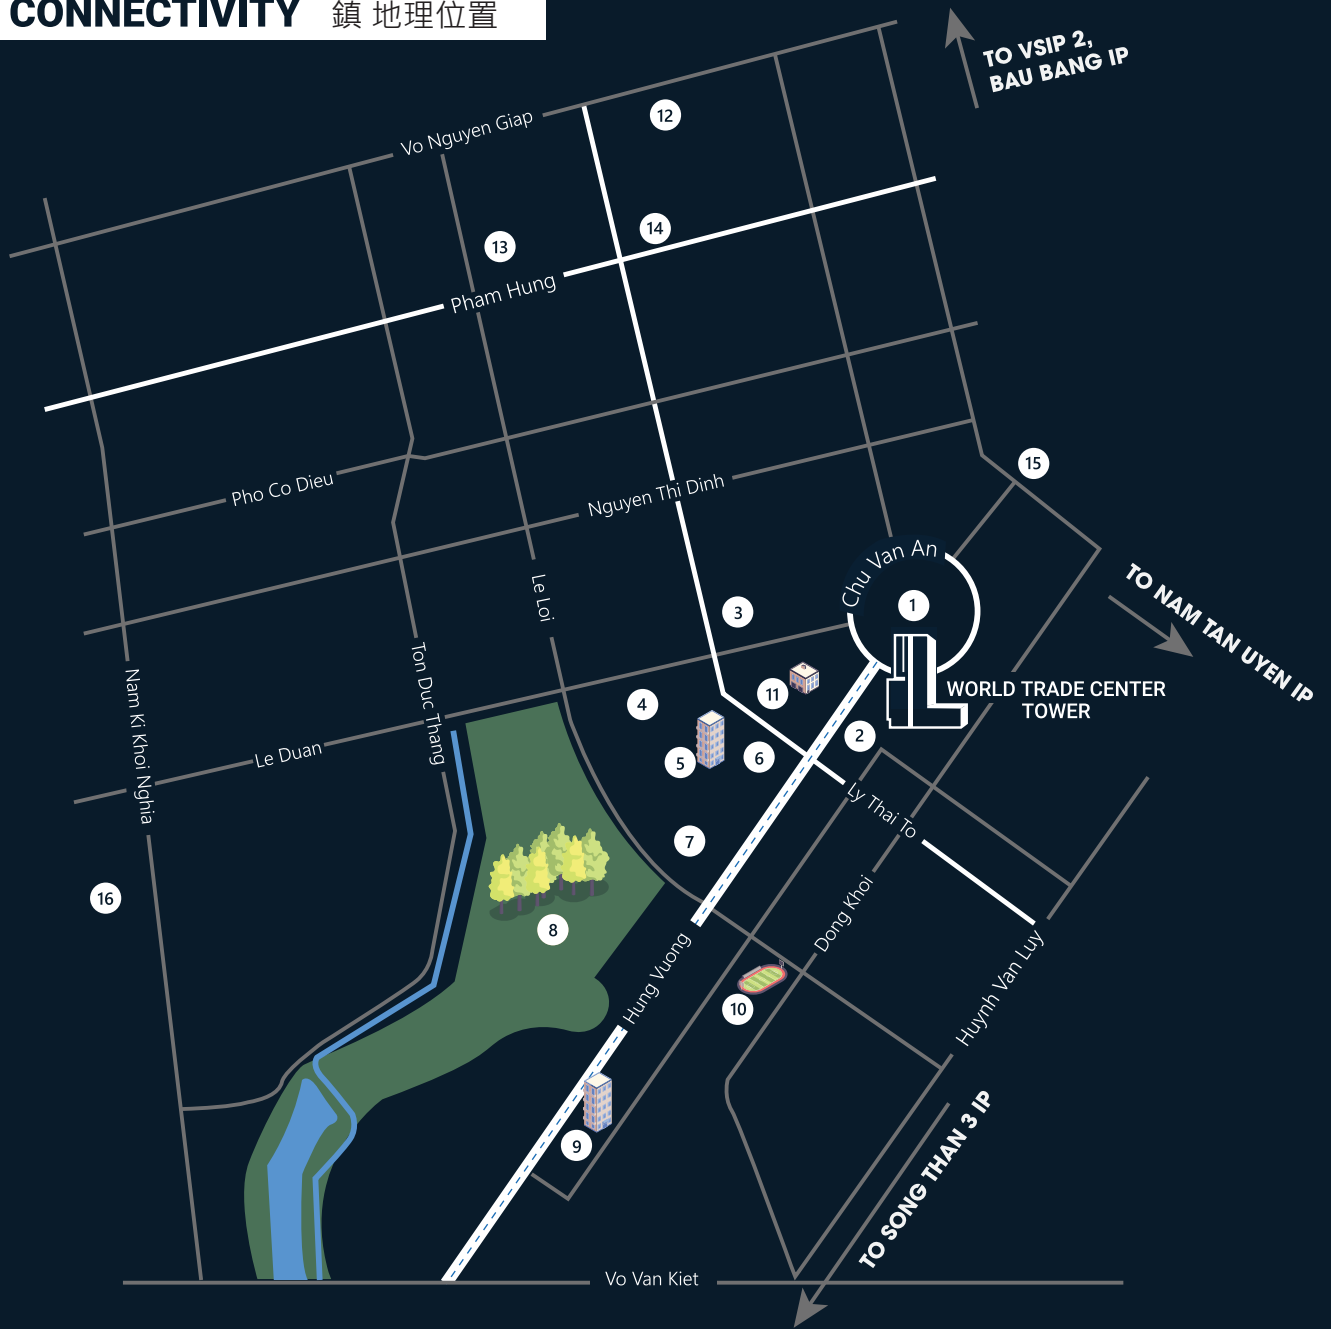 CONNECTIVITY 鎮 地理位置
TO VSIP 2,
BAU BANG IP
12
Vo Nguyen Giap
14
13
Pham Hung
15
Pho Co Dieu
Nguyen Thi Dinh
Chu Van An
TO NAM TAN UYEN IP
Le Loi
1
3
Nam Ki Khoi Nghia
Ton Duc Thang
11
WORLD TRADE CENTER
TOWER
4
2
Le Duan
5
6
Ly Thai To
7
16
8
Dong Khoi
Hung Vuong
Huynh Van Luy
10
9
TO SONG THAN 3 IP
Vo Van Kiet